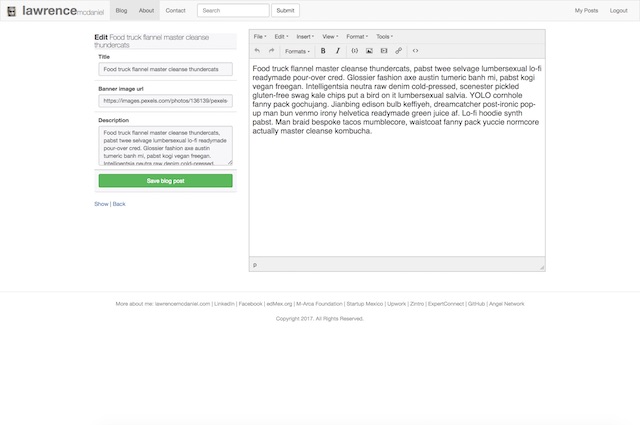 lawrencemcdaniel Blog About Contact Search Submit My Posts Logout
Edit Food truck flannel master cleanse
thundercats
Title
Food truck flannel master cleanse thundercats
Banner image url
https://images.pexels.com/photos/136139/pexels
Description
Food truck flannel master cleanse thundercats,
pabst twee selvage lumbersexual lo-fi readymade
pour-over cred. Glossier fashion axe austin
tumeric banh mi, pabst kogi vegan freegan.
Intelligentsia neutra raw denim cold-pressed,
Save blog post
Show | Back
File Edit Insert View Format Tools
Formats B I
Food truck flannel master cleanse thundercats, pabst twee selvage lumbersexual lo-fi
readymade pour-over cred. Glossier fashion axe austin tumeric banh mi, pabst kogi
vegan freegan. Intelligentsia neutra raw denim cold-pressed, scenester pickled
gluten-free swag kale chips put a bird on it lumbersexual salvia. YOLO cornhole
fanny pack gochujang. Jianbing edison bulb keffiyeh, dreamcatcher post-ironic pop-
up man bun venmo irony helvetica readymade green juice af. Lo-fi hoodie synth
pabst. Man braid bespoke tacos mumblecore, waistcoat fanny pack yuccie normcore
actually master cleanse kombucha.
p
More about me: lawrencemcdaniel.com | LinkedIn | Facebook | edMex.org | M-Arca Foundation | Startup Mexico | Upwork | Zintro | ExpertConnect | GitHub | Angel Network
Copyright 2017. All Rights Reserved.